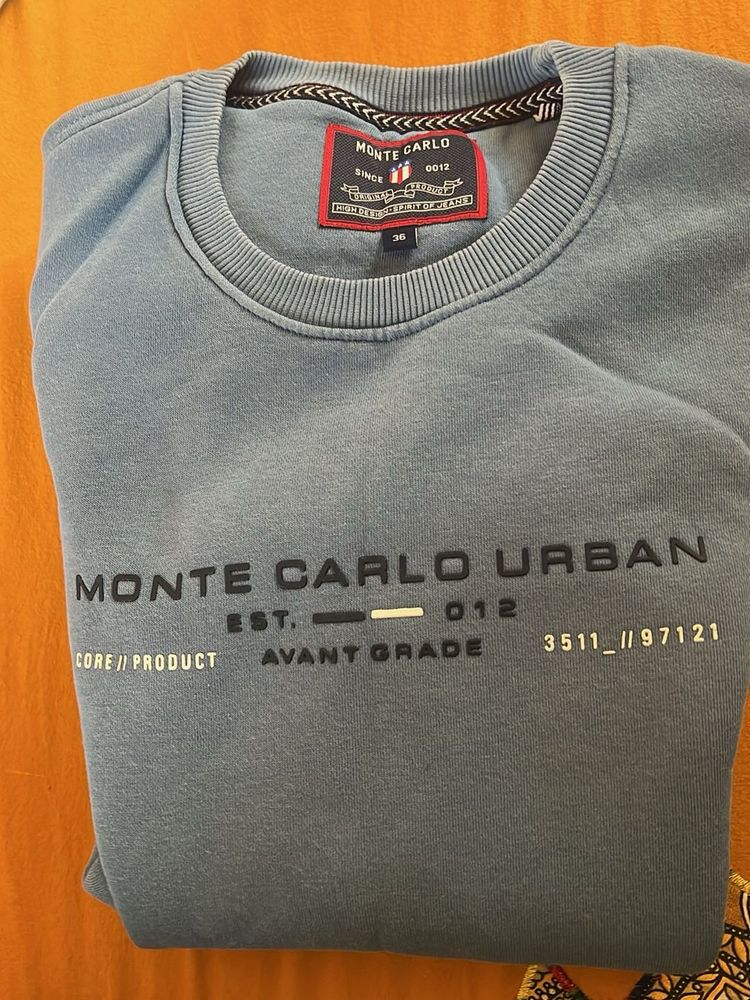 MONTE CARLO
SINCE 0012
ORIGINAL PRODUCT
HIGH DESIGN-SPIRIT OF JEANS
36
MONTE CARLO URBAN
EST. 012
AVANT GRADE
CORE//PRODUCT
3511_//97121